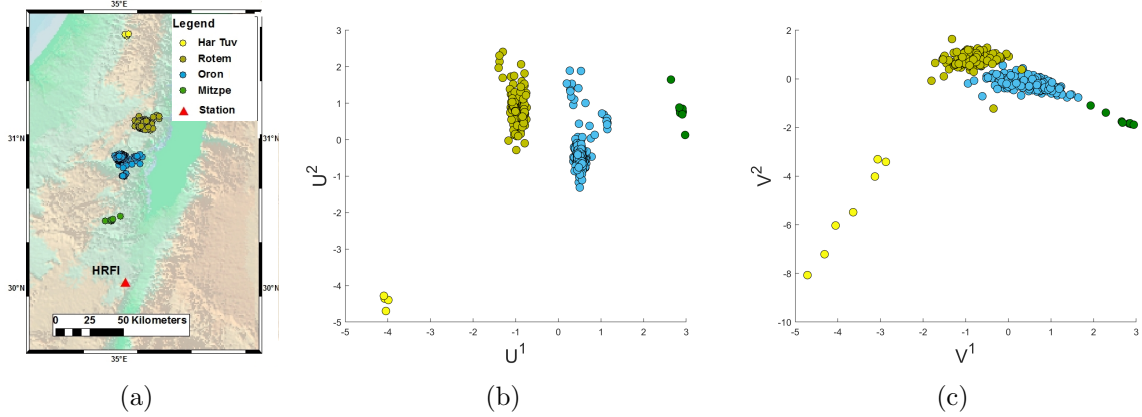 35°E
Legend
Har Tuv
Rotem
Oron
Mitzpe
Station
31°N
31°N
HRFI
30°N
30°N
0 25 50 Kilometers
35°E
(a)
3
2
1
0
-1
-2
-3
-4
-5
U²
-5 -4 -3 -2 -1 0 1 2 3
U¹
(b)
2
0
-2
-4
-6
-8
-10
V²
-5 -4 -3 -2 -1 0 1 2 3
V¹
(c)